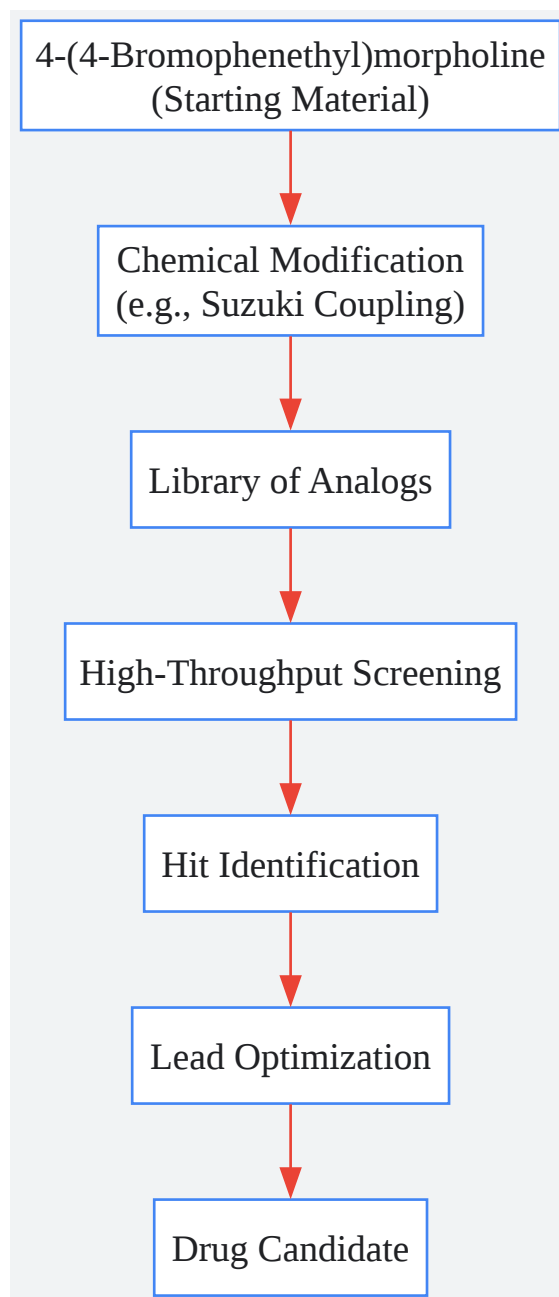 4-(4-Bromophenethyl)morpholine
(Starting Material)
Chemical Modification
(e.g., Suzuki Coupling)
Library of Analogs
High-Throughput Screening
Hit Identification
Lead Optimization
Drug Candidate